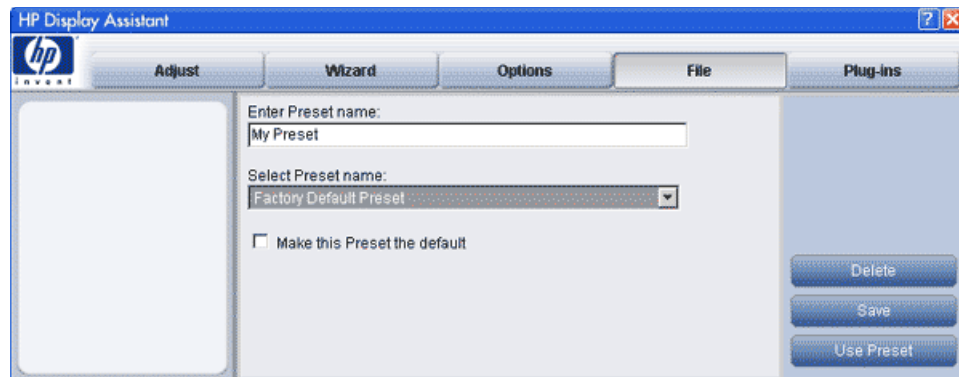 HP Display Assistant
hp
invent
Adjust Wizard Options File Plug-ins
Enter Preset name:
My Preset
Select Preset name:
Factory Default Preset
Make this Preset the default
Delete
Save
Use Preset